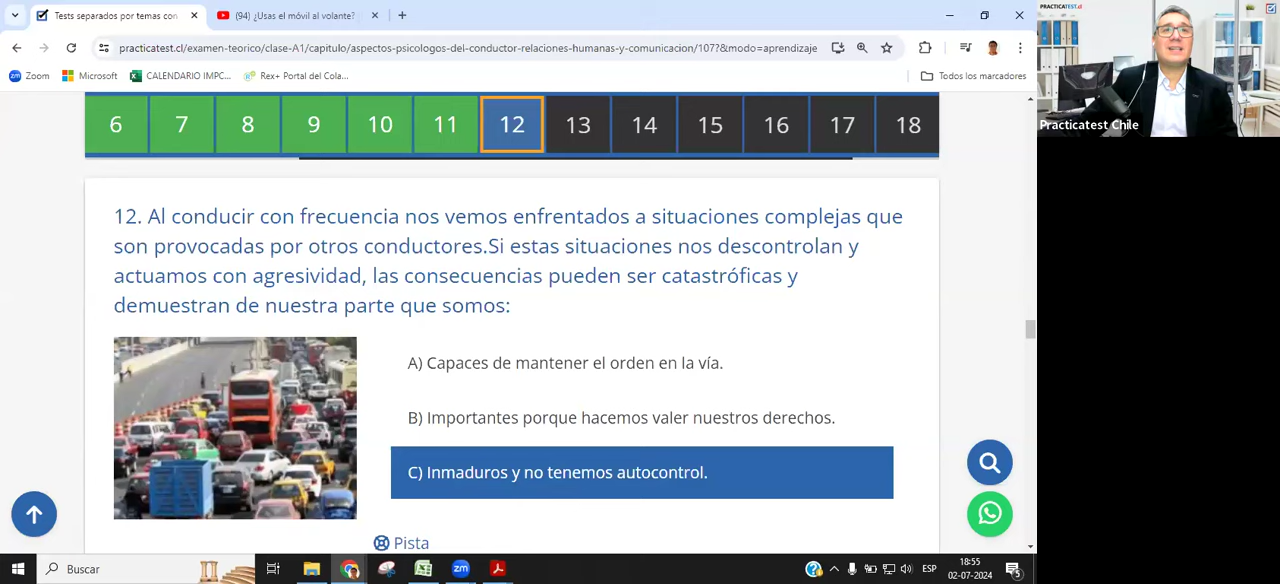 Tests separados por temas con
(94) ¿Usas el móvil al volante?
practicatest.cl/examen-teorico/clase-A1/capitulo/aspectos-psicologos-del-conductor-relaciones-humanas-y-comunicacion/107?&modo=aprendizaje
Zoom
Microsoft
CALENDARIO IMPC...
Rex+ Portal del Cola...
Todos los marcadores
PRACTICATEST.cl
Practicatest Chile
6 7 8 9 10 11 12 13 14 15 16 17 18
12. Al conducir con frecuencia nos vemos enfrentados a situaciones complejas que
son provocadas por otros conductores.Si estas situaciones nos descontrolan y
actuamos con agresividad, las consecuencias pueden ser catastróficas y
demuestran de nuestra parte que somos:
A) Capaces de mantener el orden en la vía.
B) Importantes porque hacemos valer nuestros derechos.
C) Inmaduros y no tenemos autocontrol.
Pista
Buscar
zm
ESP
18:55
02-07-2024
5